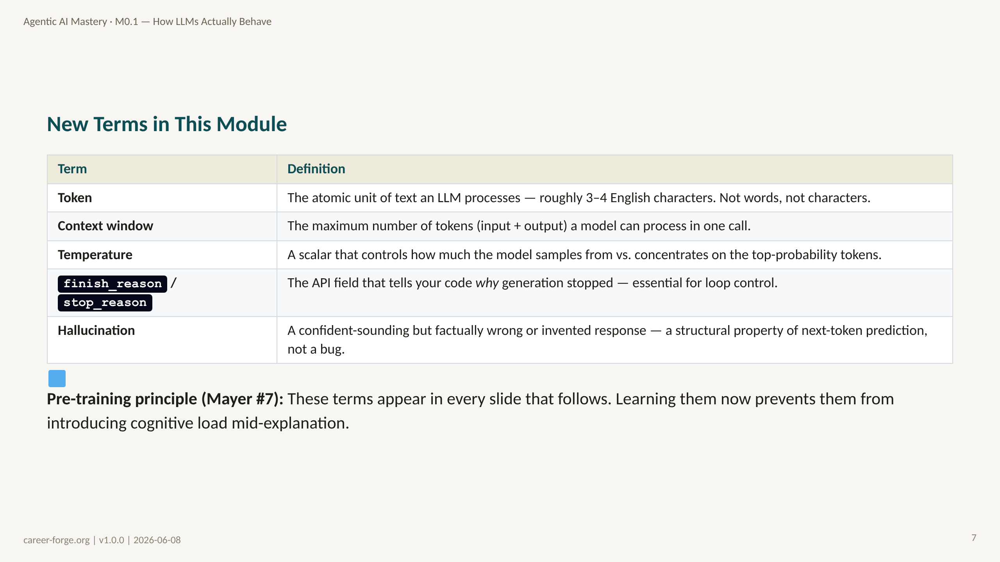 Agentic AI Mastery · M0.1 — How LLMs Actually Behave
New Terms in This Module
Term Definition
Token The atomic unit of text an LLM processes — roughly 3–4 English characters. Not words, not characters.
Context window The maximum number of tokens (input + output) a model can process in one call.
Temperature A scalar that controls how much the model samples from vs. concentrates on the top-probability tokens.
finish_reason / The API field that tells your code why generation stopped — essential for loop control.
stop_reason
Hallucination A confident-sounding but factually wrong or invented response — a structural property of next-token prediction,
not a bug.
Pre-training principle (Mayer #7): These terms appear in every slide that follows. Learning them now prevents them from
introducing cognitive load mid-explanation.
career-forge.org | v1.0.0 | 2026-06-08
7